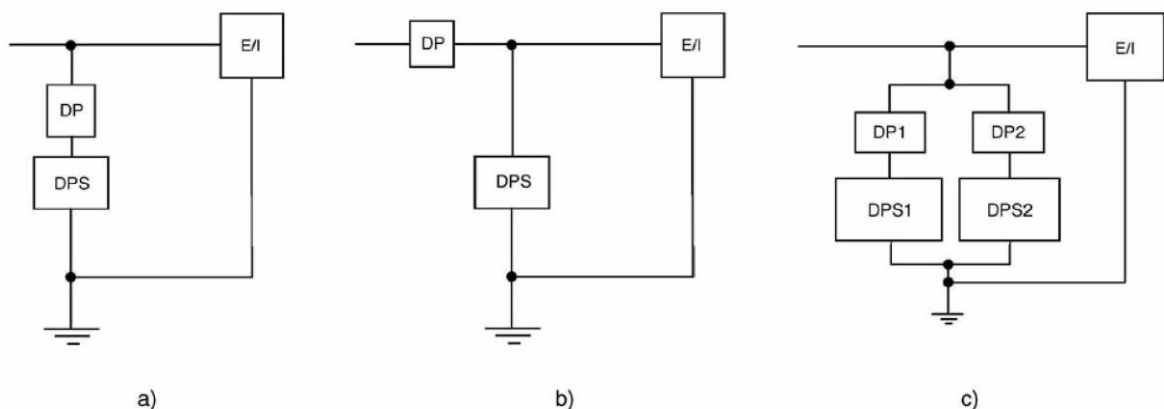 E/I
DP
DPS
a)
DP
E/I
DPS
b)
E/I
DP1
DP2
DPS1
DPS2
c)